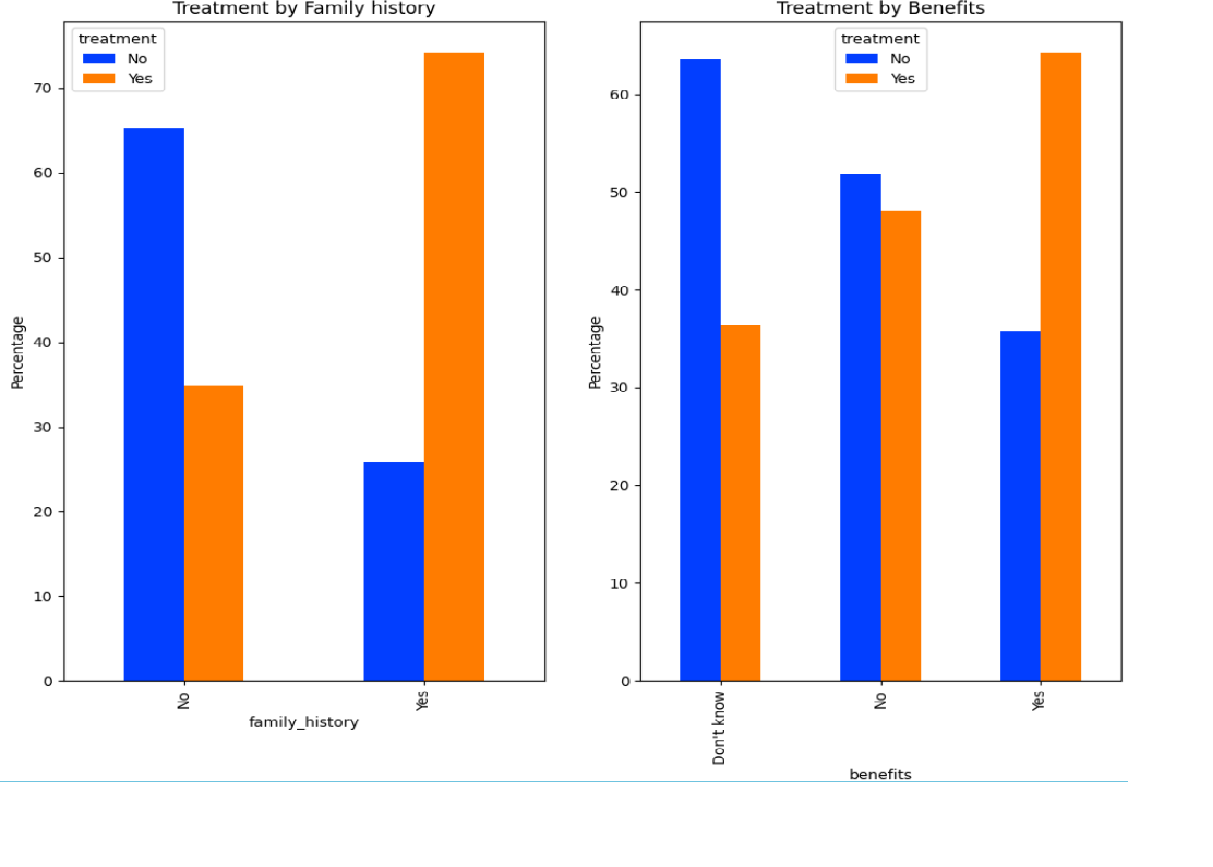 Treatment by Family history
treatment
No
Yes
70
60
50
40
30
20
10
0
Percentage
No
Yes
family_history
Treatment by Benefits
treatment
No
Yes
60
50
40
30
20
10
0
Percentage
Don't know
No
Yes
benefits